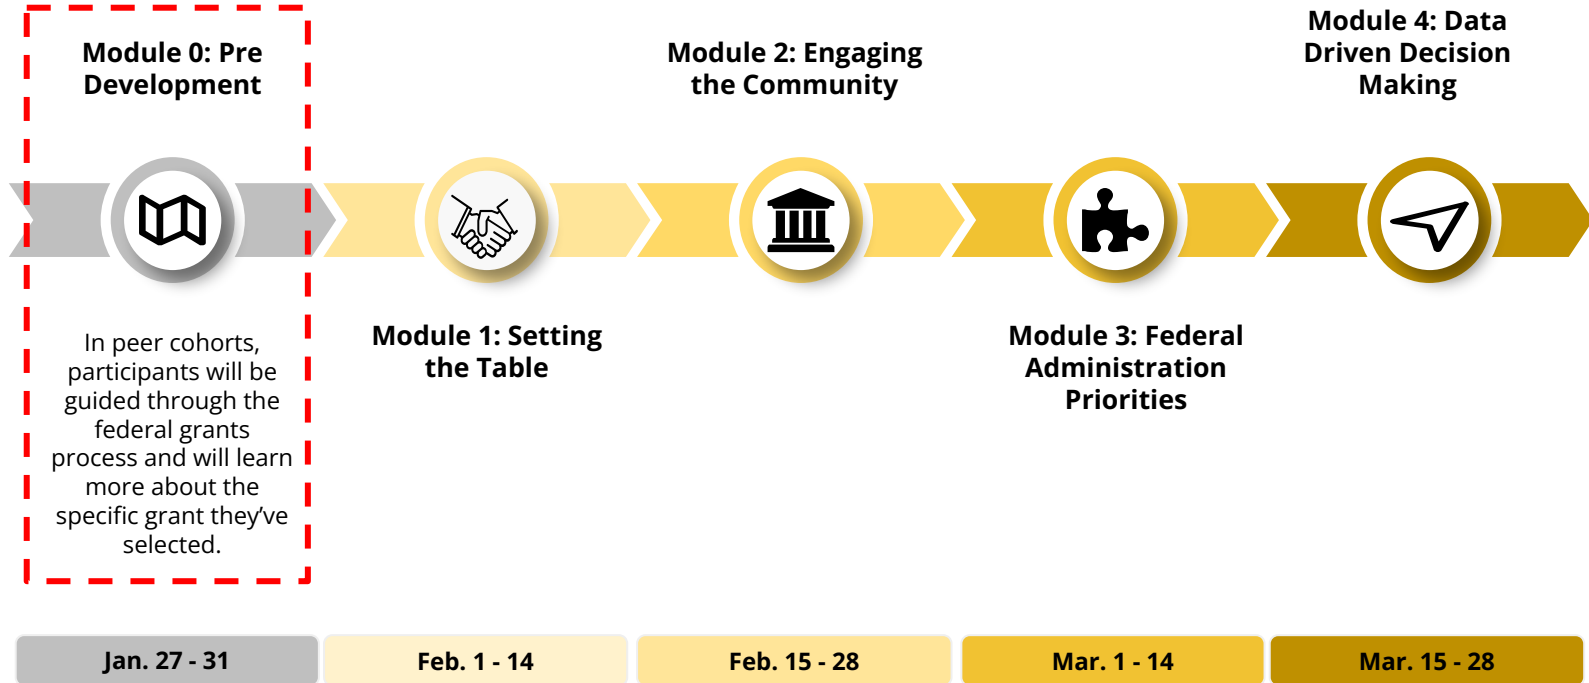 Module 0: Pre
Development
In peer cohorts,
participants will be
guided through the
federal grants
process and will learn
more about the
specific grant they’ve
selected.
Module 1: Setting
the Table
Module 2: Engaging
the Community
Module 3: Federal
Administration
Priorities
Module 4: Data
Driven Decision
Making
Jan. 27 - 31
Feb. 1 - 14
Feb. 15 - 28
Mar. 1 - 14
Mar. 15 - 28